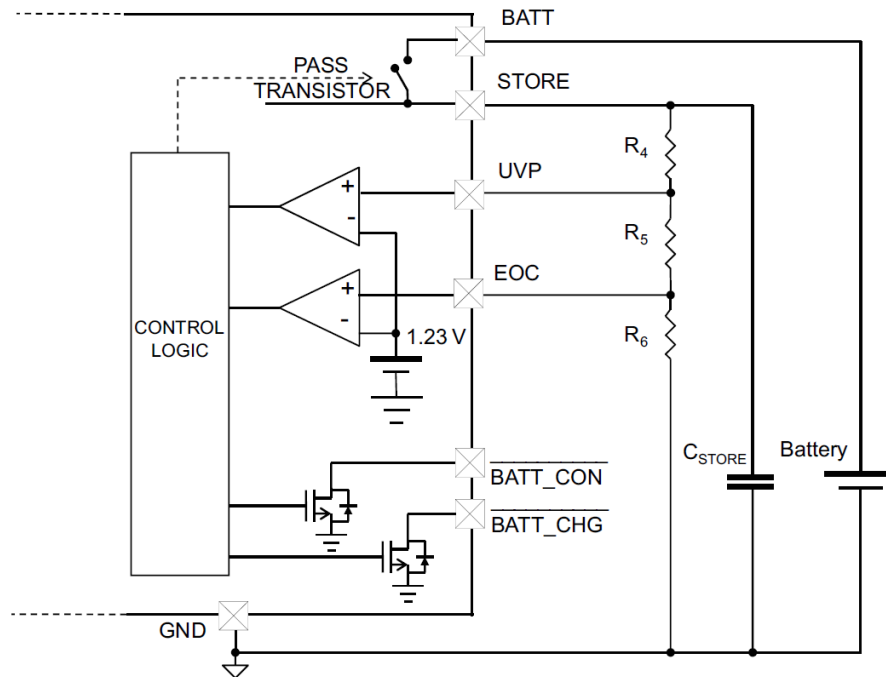 BATT
PASS
TRANSISTOR
STORE
R4
UVP
+
-
R5
EOC
+
-
1.23 V
R6
CONTROL
LOGIC
CSTORE
Battery
BATT_CON
BATT_CHG
GND